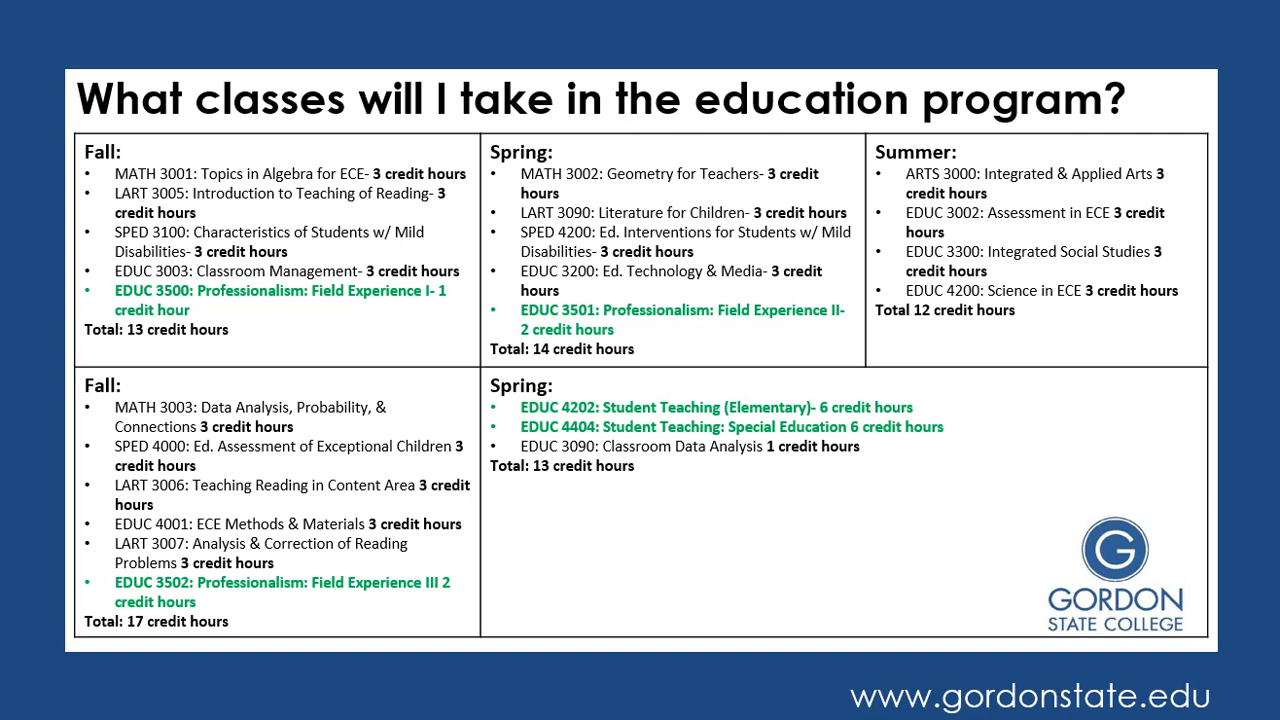 What classes will I take in the education program?
Fall:
• MATH 3001: Topics in Algebra for ECE- 3 credit hours
• LART 3005: Introduction to Teaching of Reading- 3
credit hours
• SPED 3100: Characteristics of Students w/ Mild
Disabilities- 3 credit hours
• EDUC 3003: Classroom Management- 3 credit hours
• EDUC 3500: Professionalism: Field Experience I- 1
credit hour
Total: 13 credit hours
Spring:
• MATH 3002: Geometry for Teachers- 3 credit
hours
• LART 3090: Literature for Children- 3 credit hours
• SPED 4200: Ed. Interventions for Students w/ Mild
Disabilities- 3 credit hours
• EDUC 3200: Ed. Technology & Media- 3 credit
hours
• EDUC 3501: Professionalism: Field Experience II-
2 credit hours
Total: 14 credit hours
Summer:
• ARTS 3000: Integrated & Applied Arts 3
credit hours
• EDUC 3002: Assessment in ECE 3 credit
hours
• EDUC 3300: Integrated Social Studies 3
credit hours
• EDUC 4200: Science in ECE 3 credit hours
Total 12 credit hours
Fall:
• MATH 3003: Data Analysis, Probability, &
Connections 3 credit hours
• SPED 4000: Ed. Assessment of Exceptional Children 3
credit hours
• LART 3006: Teaching Reading in Content Area 3 credit
hours
• EDUC 4001: ECE Methods & Materials 3 credit hours
• LART 3007: Analysis & Correction of Reading
Problems 3 credit hours
• EDUC 3502: Professionalism: Field Experience III 2
credit hours
Total: 17 credit hours
Spring:
• EDUC 4202: Student Teaching (Elementary)- 6 credit hours
• EDUC 4404: Student Teaching: Special Education 6 credit hours
• EDUC 3090: Classroom Data Analysis 1 credit hours
Total: 13 credit hours
G
GORDON
STATE COLLEGE
www.gordonstate.edu